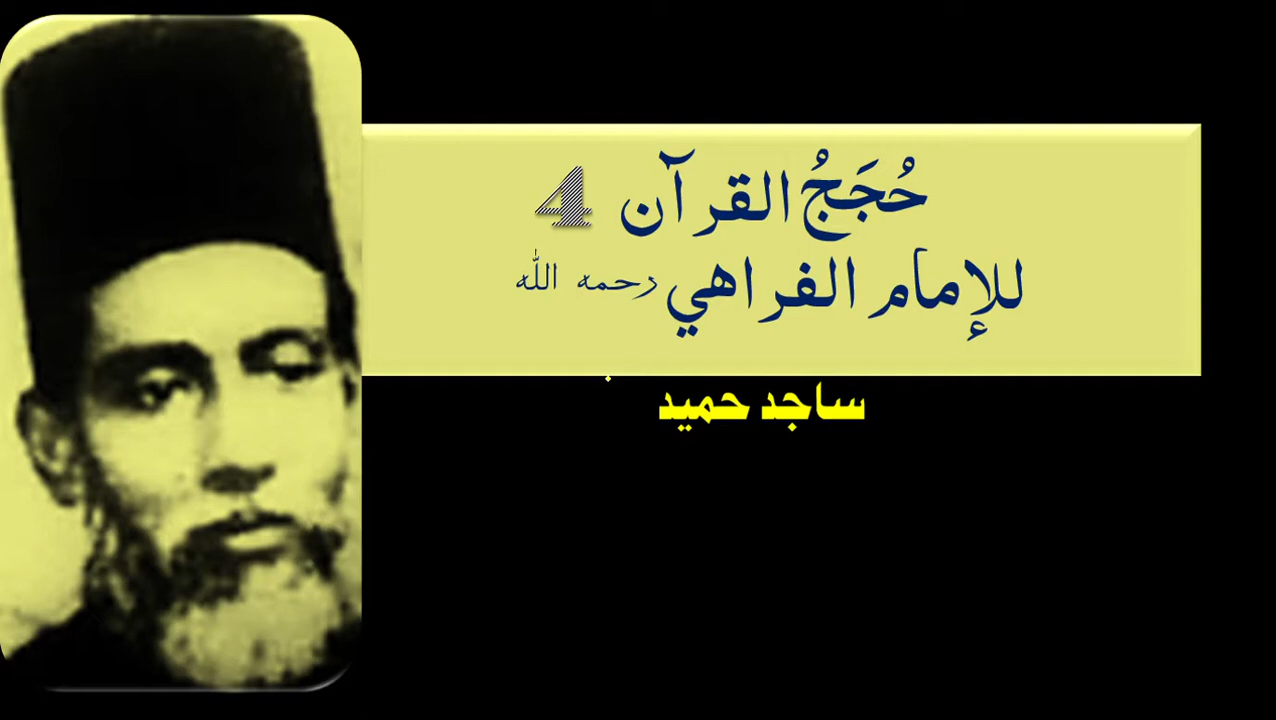 حُجَجُ القرآن 4
للإمام الفراهي رحمه الله
ساجد حميد